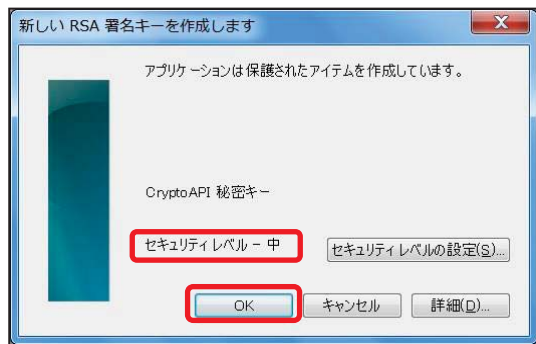 新しい RSA 署名キーを作成します
アプリケーションは保護されたアイテムを作成しています。
CryptoAPI 秘密キー
セキュリティレベル - 中
セキュリティレベルの設定(S)...
OK
キャンセル
詳細(D)...